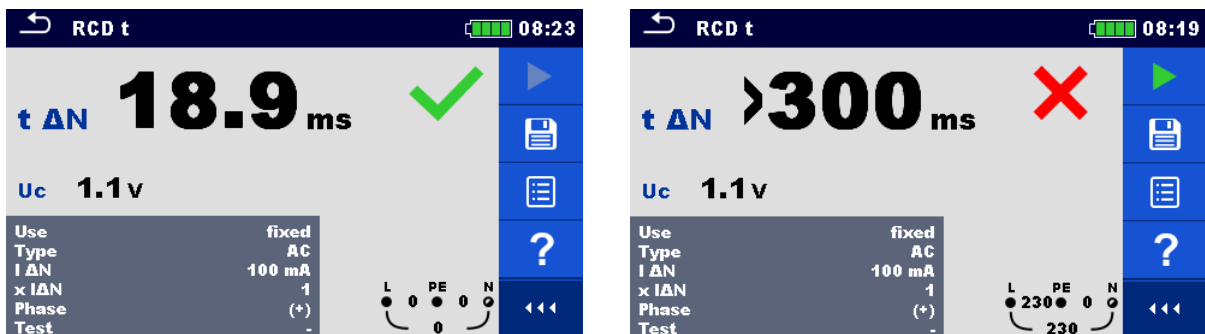 RCD t 08:23
t ΔN 18.9 ms
Uc 1.1 V
Use fixed
Type AC
I ΔN 100 mA
x IΔN 1
Phase (+)
Test -
L PE N
0 0
0
?
RCD t 08:19
t ΔN >300 ms
Uc 1.1 V
Use fixed
Type AC
I ΔN 100 mA
x IΔN 1
Phase (+)
Test -
L PE N
230 0
230
?